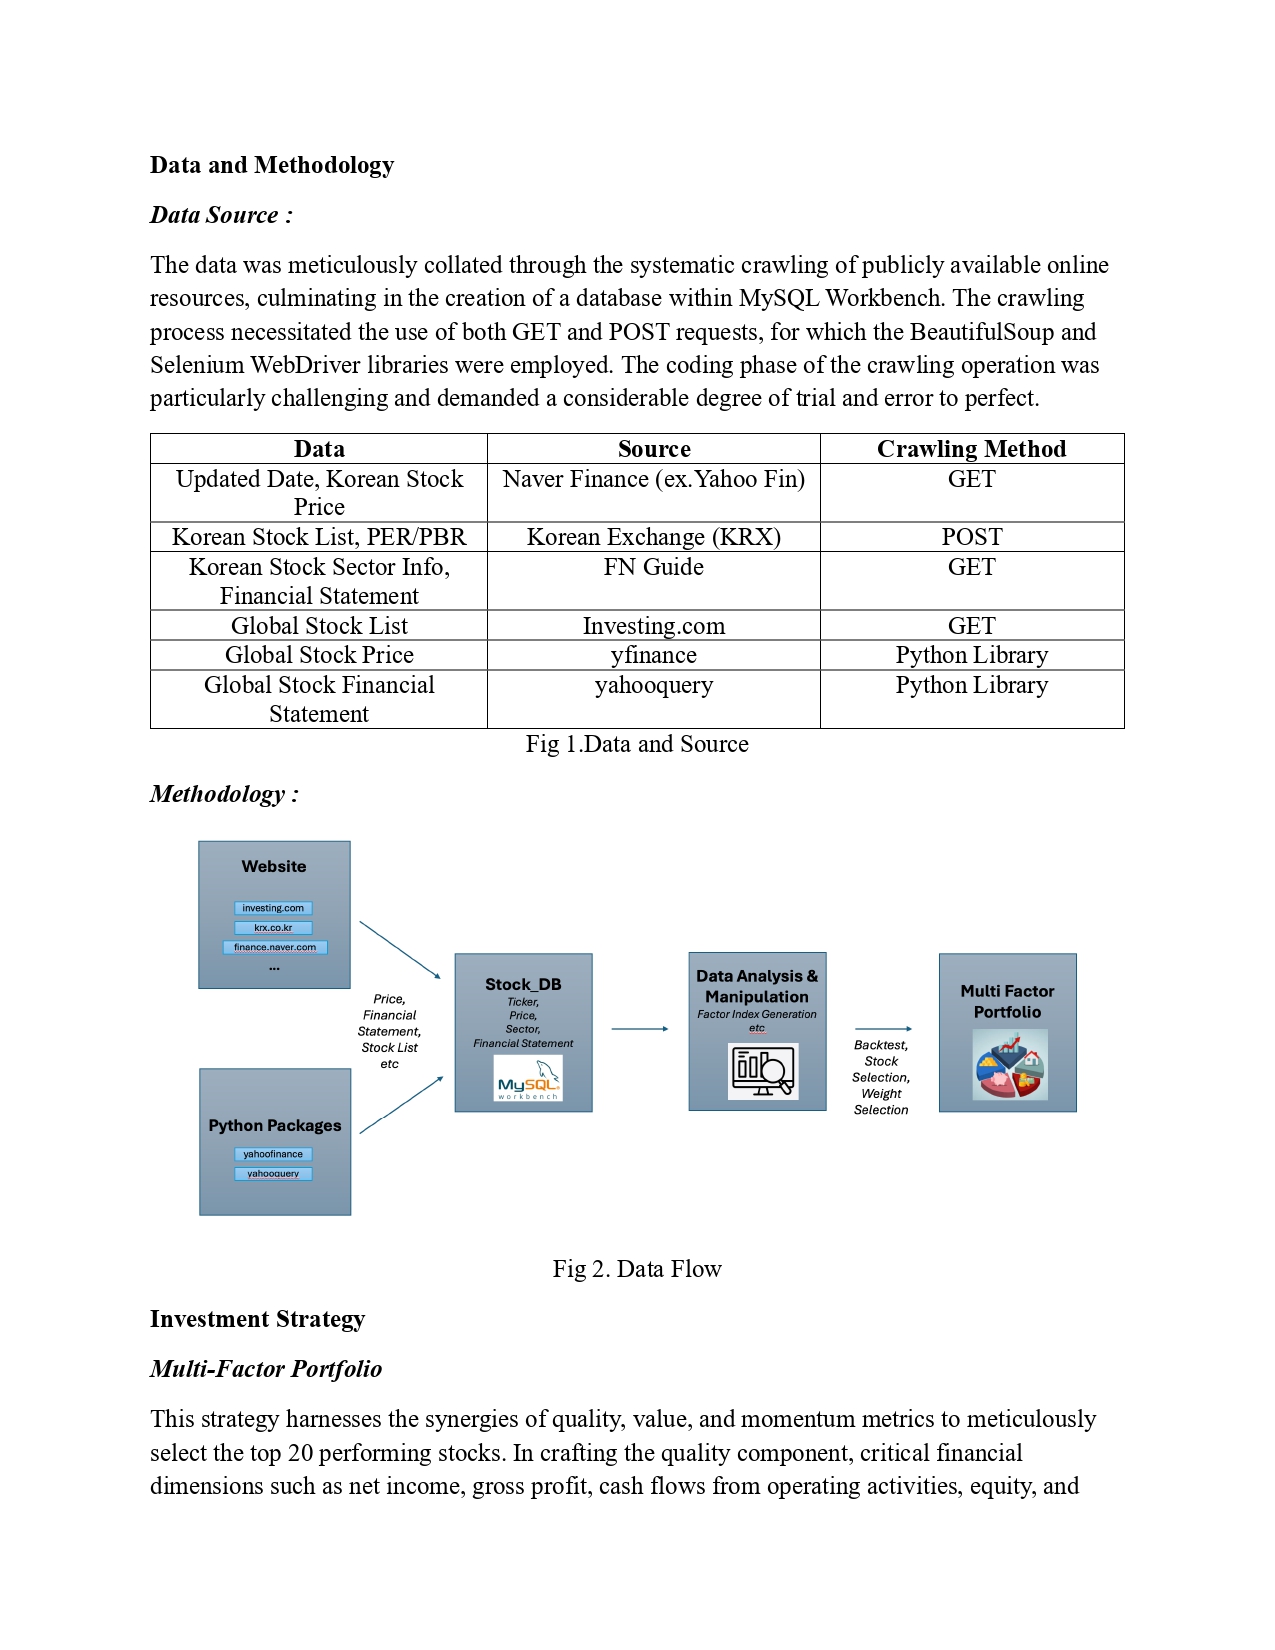 Data and Methodology
Data Source :
The data was meticulously collated through the systematic crawling of publicly available online
resources, culminating in the creation of a database within MySQL Workbench. The crawling
process necessitated the use of both GET and POST requests, for which the BeautifulSoup and
Selenium WebDriver libraries were employed. The coding phase of the crawling operation was
particularly challenging and demanded a considerable degree of trial and error to perfect.
Data Source Crawling Method
Updated Date, Korean Stock Naver Finance (ex.Yahoo Fin) GET
Price
Korean Stock List, PER/PBR Korean Exchange (KRX) POST
Korean Stock Sector Info, FN Guide GET
Financial Statement
Global Stock List Investing.com GET
Global Stock Price yfinance Python Library
Global Stock Financial yahooquery Python Library
Statement
Fig 1.Data and Source
Methodology :
Website
investing.com
krx.co.kr
finance.naver.com
...
Python Packages
yahoofinance
yahooquery
Price,
Financial
Statement,
Stock List
etc
Stock_DB
Ticker,
Price,
Sector,
Financial Statement
MySQL
workbench
Data Analysis &
Manipulation
Factor Index Generation
etc
Backtest,
Stock
Selection,
Weight
Selection
Multi Factor
Portfolio
Fig 2. Data Flow
Investment Strategy
Multi-Factor Portfolio
This strategy harnesses the synergies of quality, value, and momentum metrics to meticulously
select the top 20 performing stocks. In crafting the quality component, critical financial
dimensions such as net income, gross profit, cash flows from operating activities, equity, and